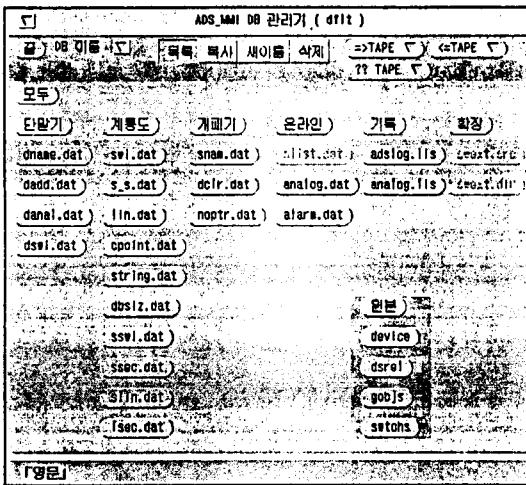 ADS_MMI DB 관리기 ( dflt )
끝 DB 이름 목록 복사 새이름 삭제 =>TAPE <=TAPE
?? TAPE
모두
단말기 계통도 개폐기 온라인 기록 확장
dname.dat swl.dat snam.dat adslog.lis
dadd.dat s_s.dat dclr.dat analog.dat analog.lis
danal.dat lin.dat noptr.dat alarm.dat
dswl.dat cpoint.dat
string.dat
dbsiz.dat 원본
sswl.dat device
ssec.dat dsrel
slin.dat gobjs
lsec.dat setchs
「영문」